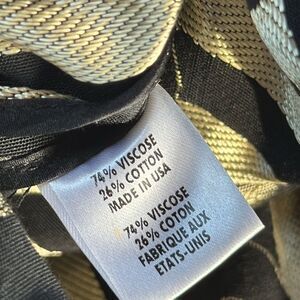 74% VISCOSE
26% COTTON
MADE IN USA
74% VISCOSE
26% COTON
FABRIQUE AUX
ETATS-UNIS